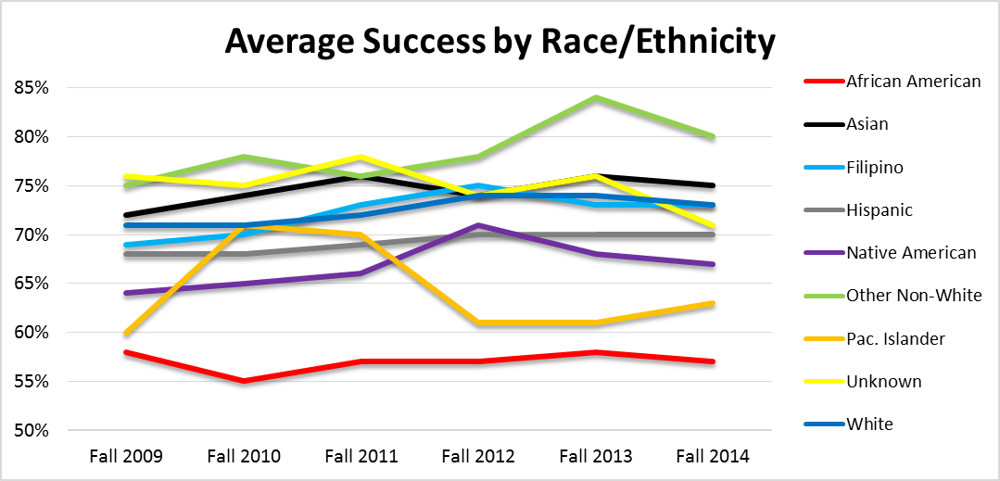 Average Success by Race/Ethnicity
85%
80%
75%
70%
65%
60%
55%
50%
Fall 2009 Fall 2010 Fall 2011 Fall 2012 Fall 2013 Fall 2014
African American
Asian
Filipino
Hispanic
Native American
Other Non-White
Pac. Islander
Unknown
White